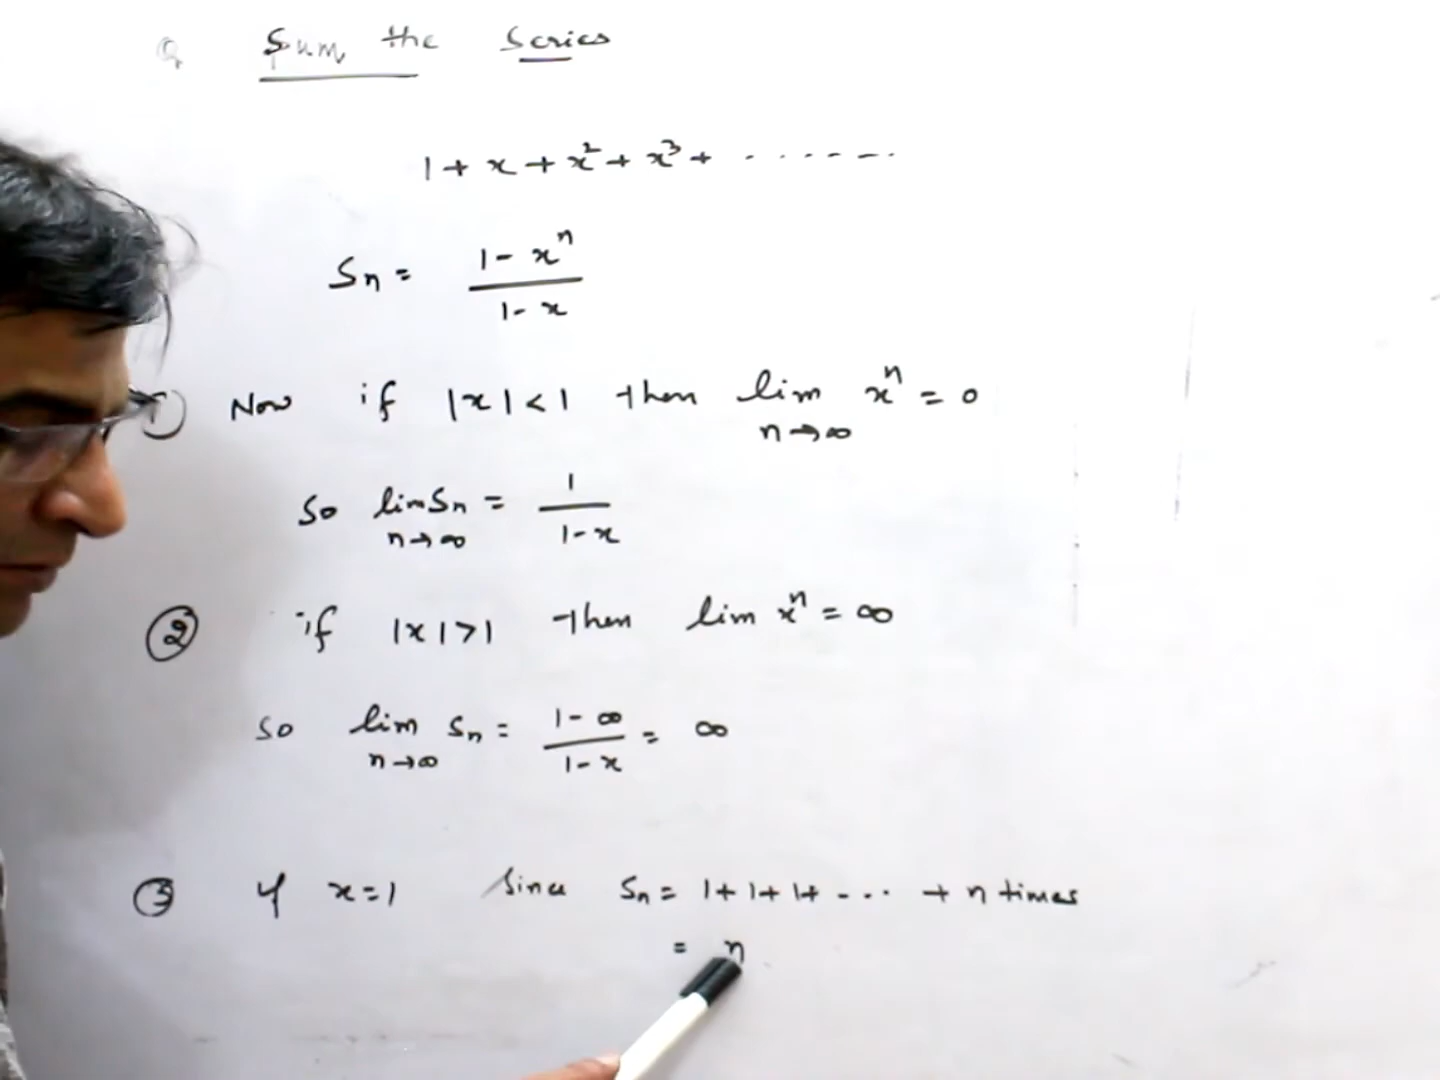 Q Sum the Series
1 + x + x² + x³ + .......
Sn = (1 - xⁿ)/(1 - x)
① Now if |x| < 1 then lim n→∞ xⁿ = 0
So lim n→∞ Sn = 1/(1 - x)
② if |x| > 1 then lim xⁿ = ∞
So lim n→∞ Sn = (1 - ∞)/(1 - x) = ∞
③ If x = 1 Since Sn = 1 + 1 + 1 + ... + n times
= n